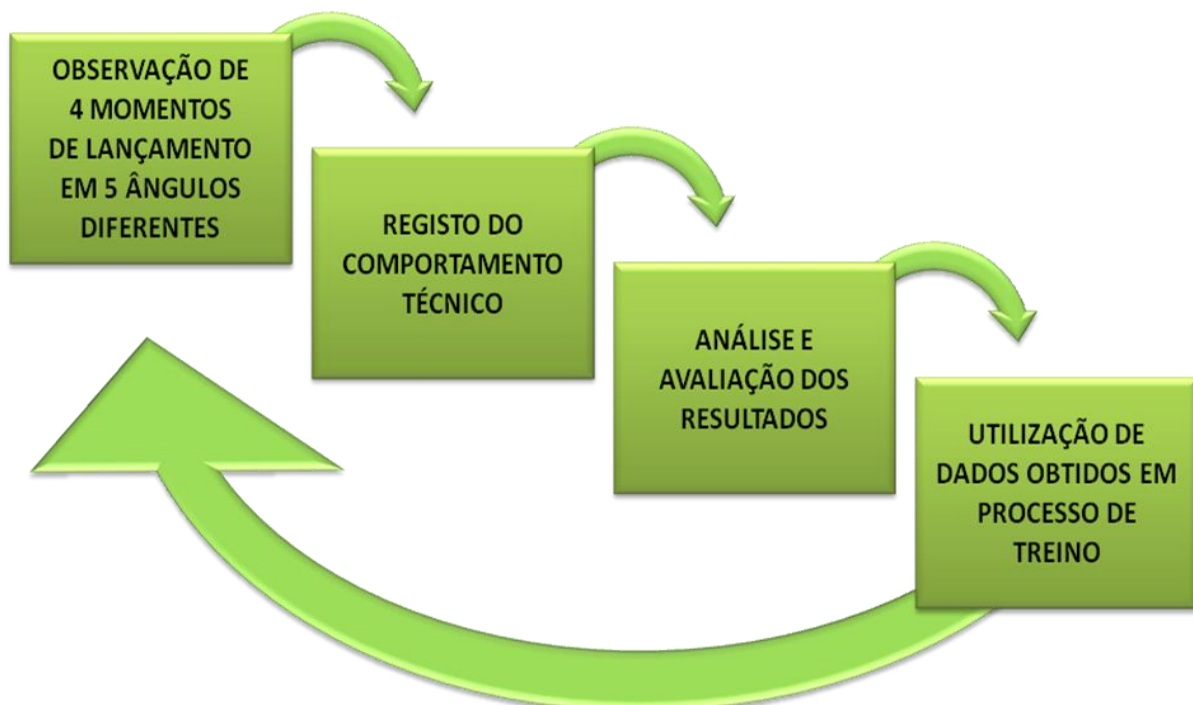 OBSERVAÇÃO DE
4 MOMENTOS
DE LANÇAMENTO
EM 5 ÂNGULOS
DIFERENTES
REGISTO DO
COMPORTAMENTO
TÉCNICO
ANÁLISE E
AVALIAÇÃO DOS
RESULTADOS
UTILIZAÇÃO DE
DADOS OBTIDOS EM
PROCESSO DE
TREINO